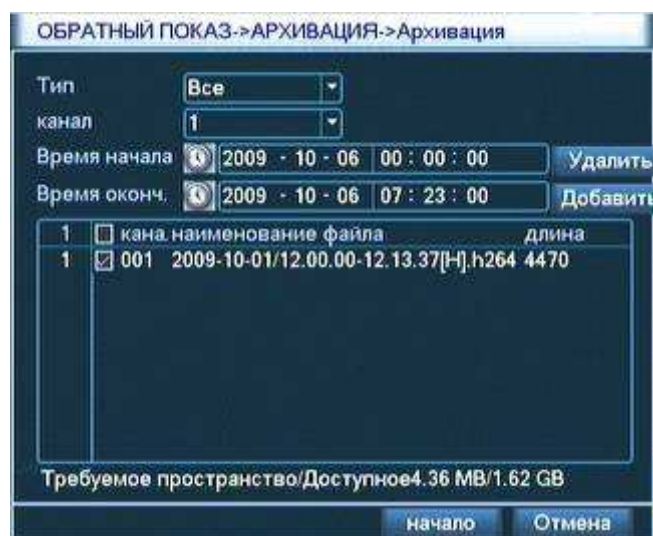 ОБРАТНЫЙ ПОКАЗ->АРХИВАЦИЯ->Архивация
Тип Все
канал 1
Время начала 2009 - 10 - 06 00 : 00 : 00 Удалить
Время оконч. 2009 - 10 - 06 07 : 23 : 00 Добавить
1 кана. наименование файла длина
1 001 2009-10-01/12.00.00-12.13.37[H].h264 4470
Требуемое пространство/Доступное4.36 MB/1.62 GB
начало Отмена